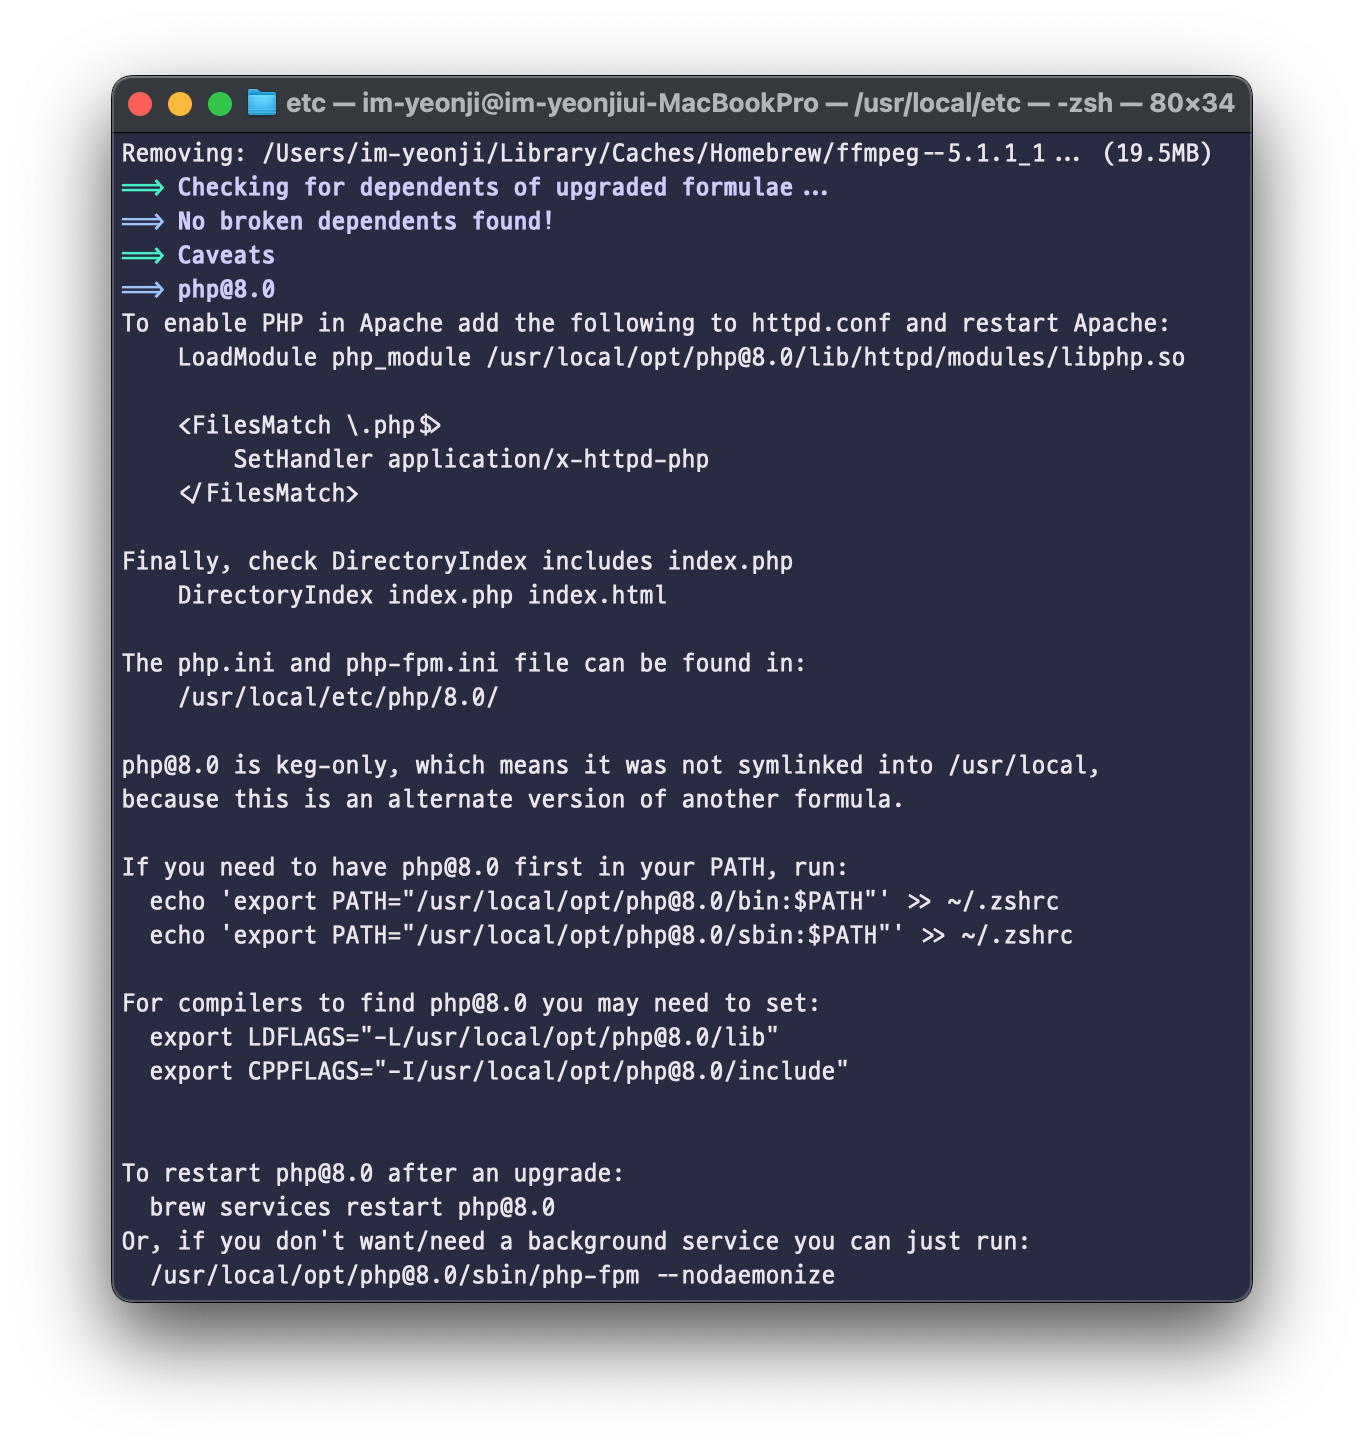 etc — im-yeonji@im-yeonjiui-MacBookPro — /usr/local/etc — -zsh — 80×34
Removing: /Users/im-yeonji/Library/Caches/Homebrew/ffmpeg--5.1.1_1... (19.5MB)
==> Checking for dependents of upgraded formulae...
==> No broken dependents found!
==> Caveats
==> php@8.0
To enable PHP in Apache add the following to httpd.conf and restart Apache:
    LoadModule php_module /usr/local/opt/php@8.0/lib/httpd/modules/libphp.so
    <FilesMatch \.php$>
        SetHandler application/x-httpd-php
    </FilesMatch>
Finally, check DirectoryIndex includes index.php
    DirectoryIndex index.php index.html
The php.ini and php-fpm.ini file can be found in:
    /usr/local/etc/php/8.0/
php@8.0 is keg-only, which means it was not symlinked into /usr/local,
because this is an alternate version of another formula.
If you need to have php@8.0 first in your PATH, run:
  echo 'export PATH="/usr/local/opt/php@8.0/bin:$PATH"' >> ~/.zshrc
  echo 'export PATH="/usr/local/opt/php@8.0/sbin:$PATH"' >> ~/.zshrc
For compilers to find php@8.0 you may need to set:
  export LDFLAGS="-L/usr/local/opt/php@8.0/lib"
  export CPPFLAGS="-I/usr/local/opt/php@8.0/include"
To restart php@8.0 after an upgrade:
  brew services restart php@8.0
Or, if you don't want/need a background service you can just run:
  /usr/local/opt/php@8.0/sbin/php-fpm --nodaemonize